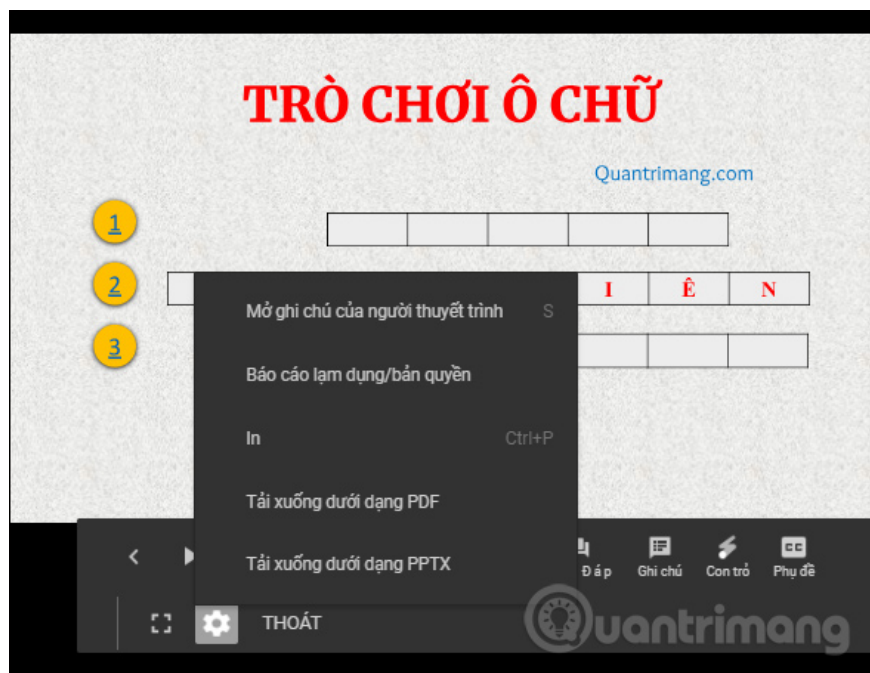 TRÒ CHƠI Ô CHỮ
Quantrimang.com
1
2
I Ê N
3
Mở ghi chú của người thuyết trình S
Báo cáo lạm dụng/bản quyền
In Ctrl+P
Tải xuống dưới dạng PDF
Tải xuống dưới dạng PPTX
Đáp Ghi chú Con trỏ Phụ đề
THOÁT
Quantrimang